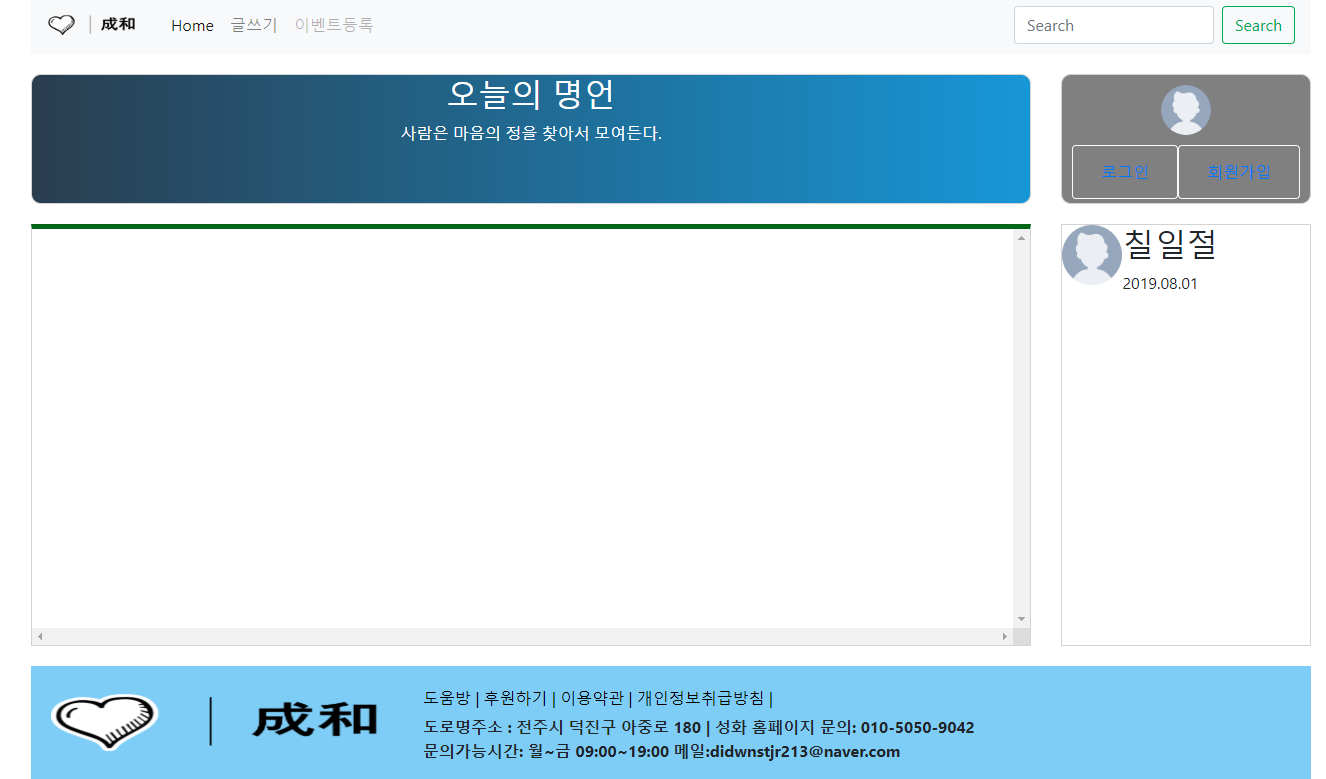 成和 Home 글쓰기 이벤트등록 Search Search
오늘의 명언
사람은 마음의 정을 찾아서 모여든다.
로그인 회원가입
칠일절
2019.08.01
成和
도움방 | 후원하기 | 이용약관 | 개인정보취급방침 |
도로명주소 : 전주시 덕진구 아중로 180 | 성화 홈페이지 문의: 010-5050-9042
문의가능시간: 월~금 09:00~19:00 메일:didwnstjr213@naver.com